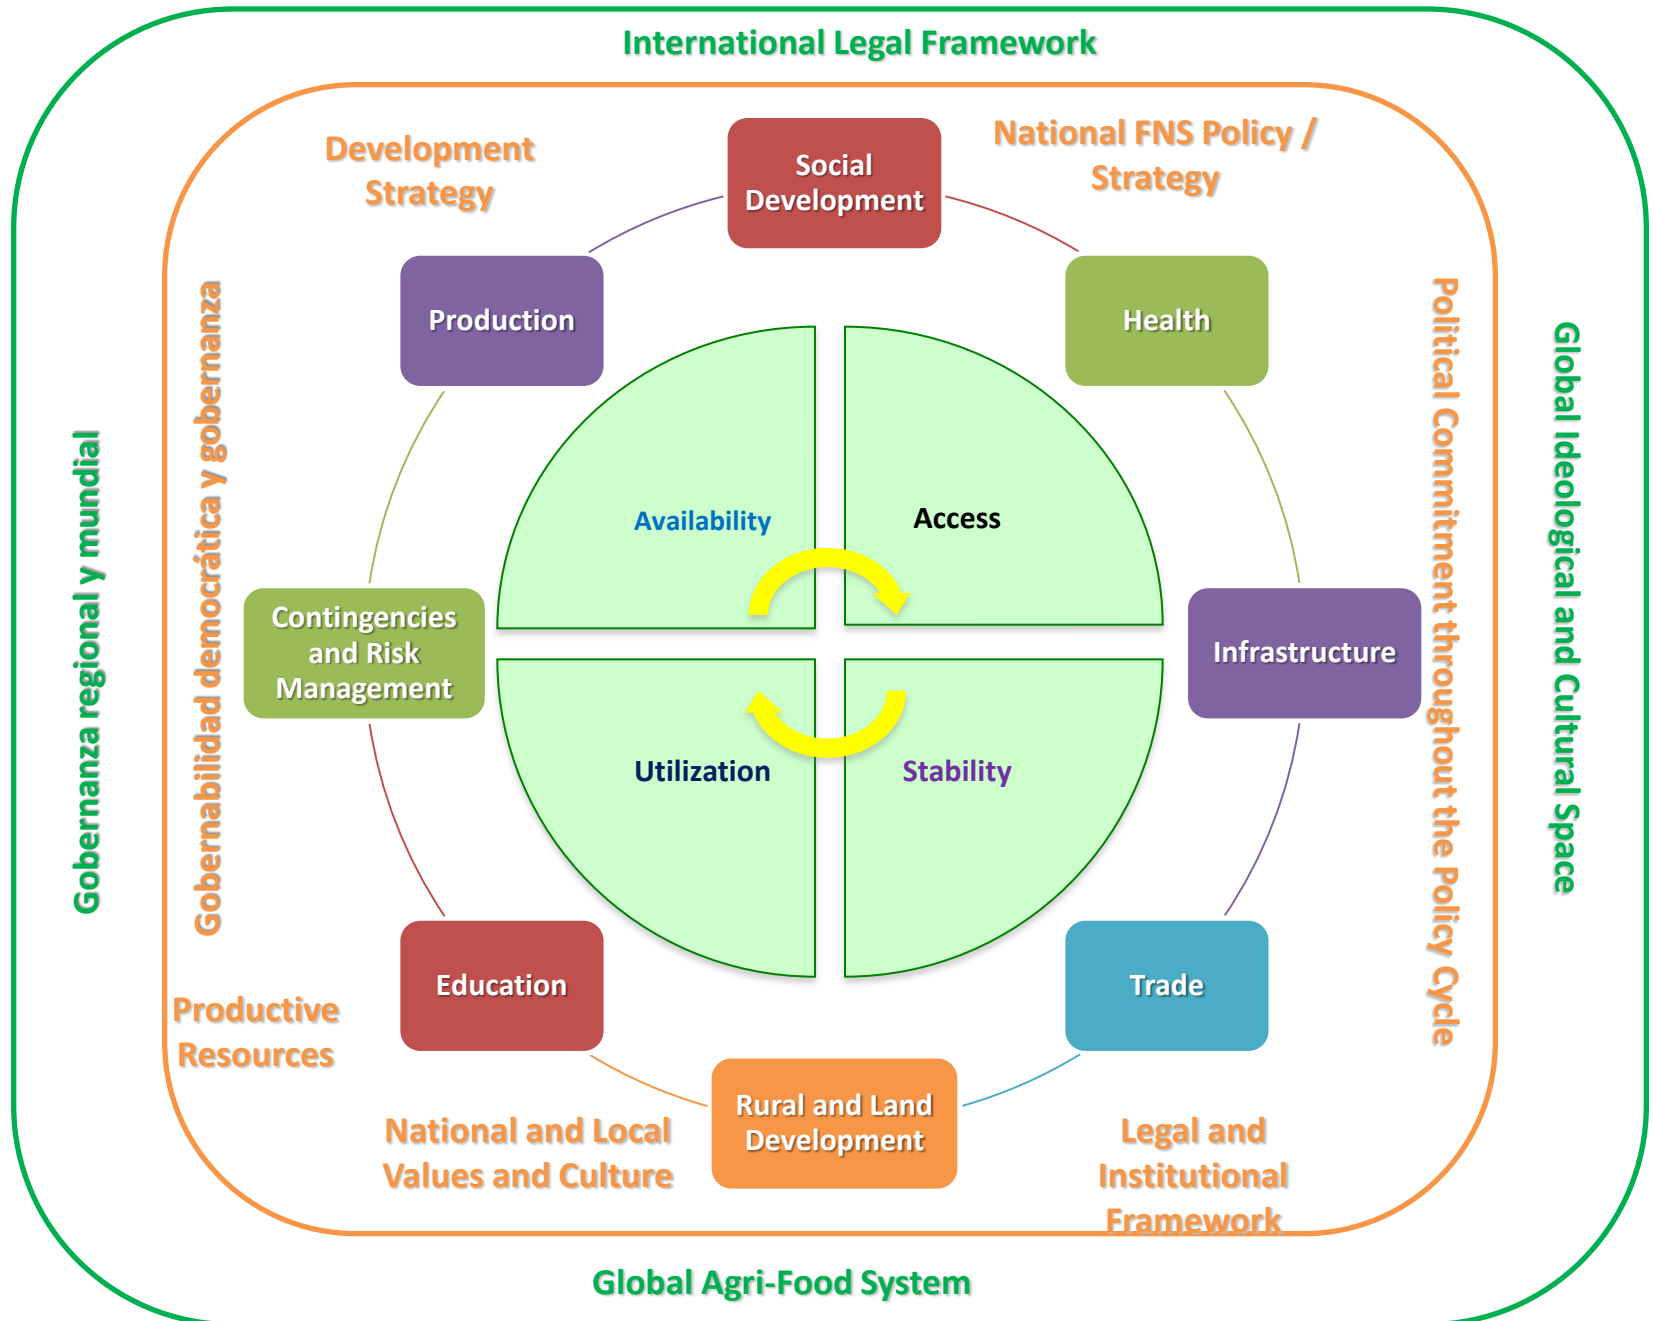 International Legal Framework
Development
Strategy
National FNS Policy /
Strategy
Social
Development
Production
Health
Gobernanza regional y mundial
Gobernabilidad democrática y gobernanza
Political Commitment throughout the Policy Cycle
Global Ideological and Cultural Space
Availability
Access
Contingencies
and Risk
Management
Infrastructure
Utilization
Stability
Education
Trade
Productive
Resources
Rural and Land
Development
National and Local
Values and Culture
Legal and
Institutional
Framework
Global Agri-Food System